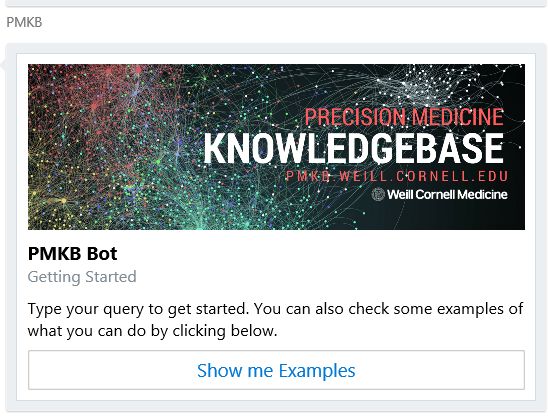 PMKB
PRECISION MEDICINE
KNOWLEDGEBASE
PMKB.WEILL.CORNELL.EDU
Weill Cornell Medicine
PMKB Bot
Getting Started
Type your query to get started. You can also check some examples of
what you can do by clicking below.
Show me Examples